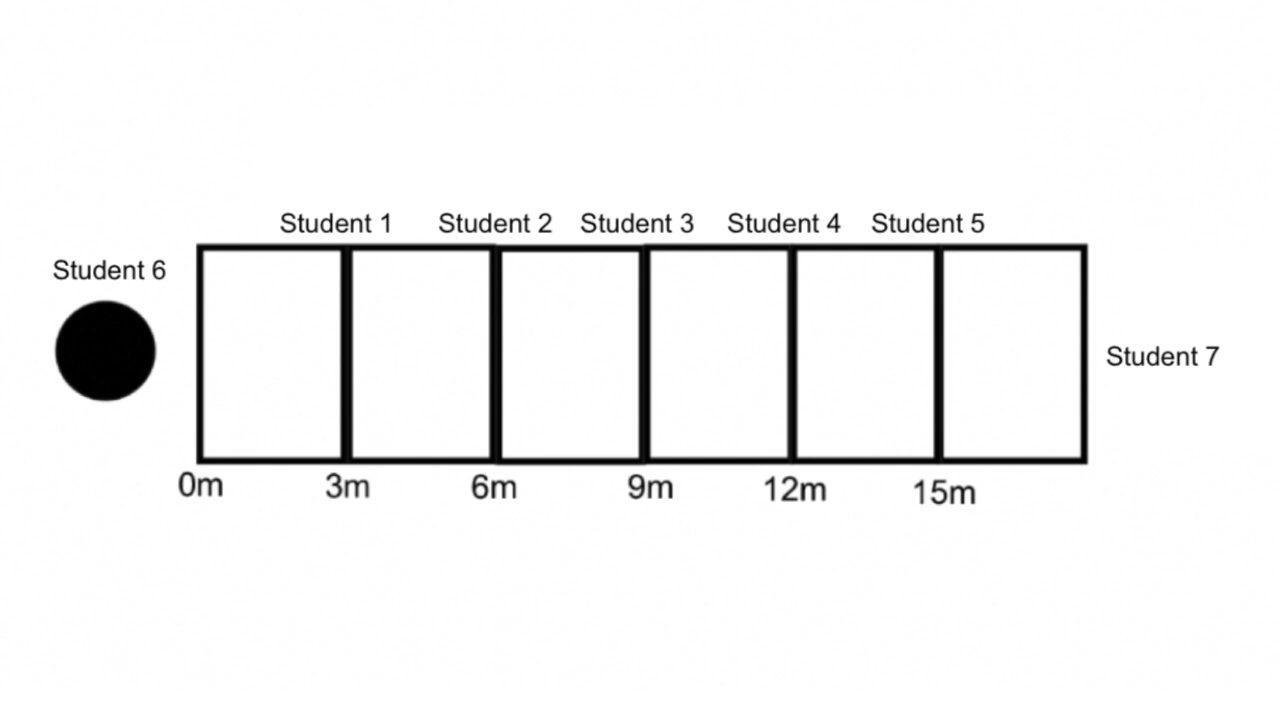 Student 1
Student 2
Student 3
Student 4
Student 5
Student 6
Student 7
0m
3m
6m
9m
12m
15m